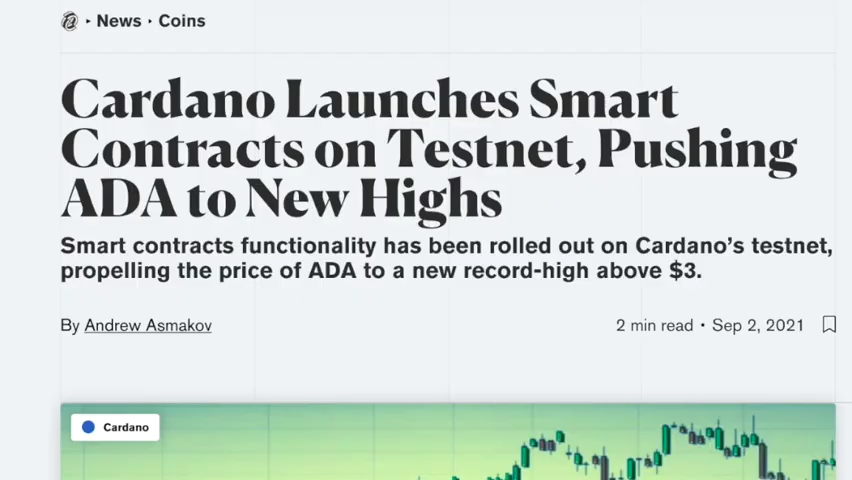 News · Coins
Cardano Launches Smart
Contracts on Testnet, Pushing
ADA to New Highs
Smart contracts functionality has been rolled out on Cardano’s testnet,
propelling the price of ADA to a new record-high above $3.
By Andrew Asmakov
2 min read • Sep 2, 2021
Cardano